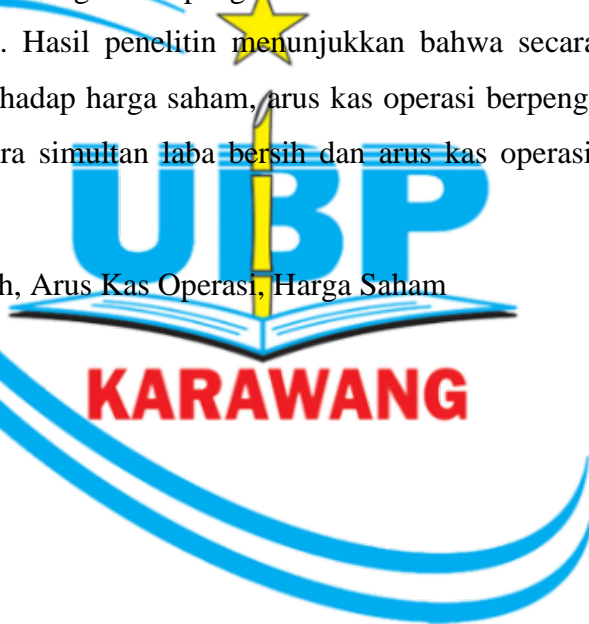 . Hasil penelitin menunjukkan bahwa secara
hadap harga saham, arus kas operasi berpeng
ra simultan laba bersih dan arus kas operasi
UBP
h, Arus Kas Operasi, Harga Saham
KARAWANG